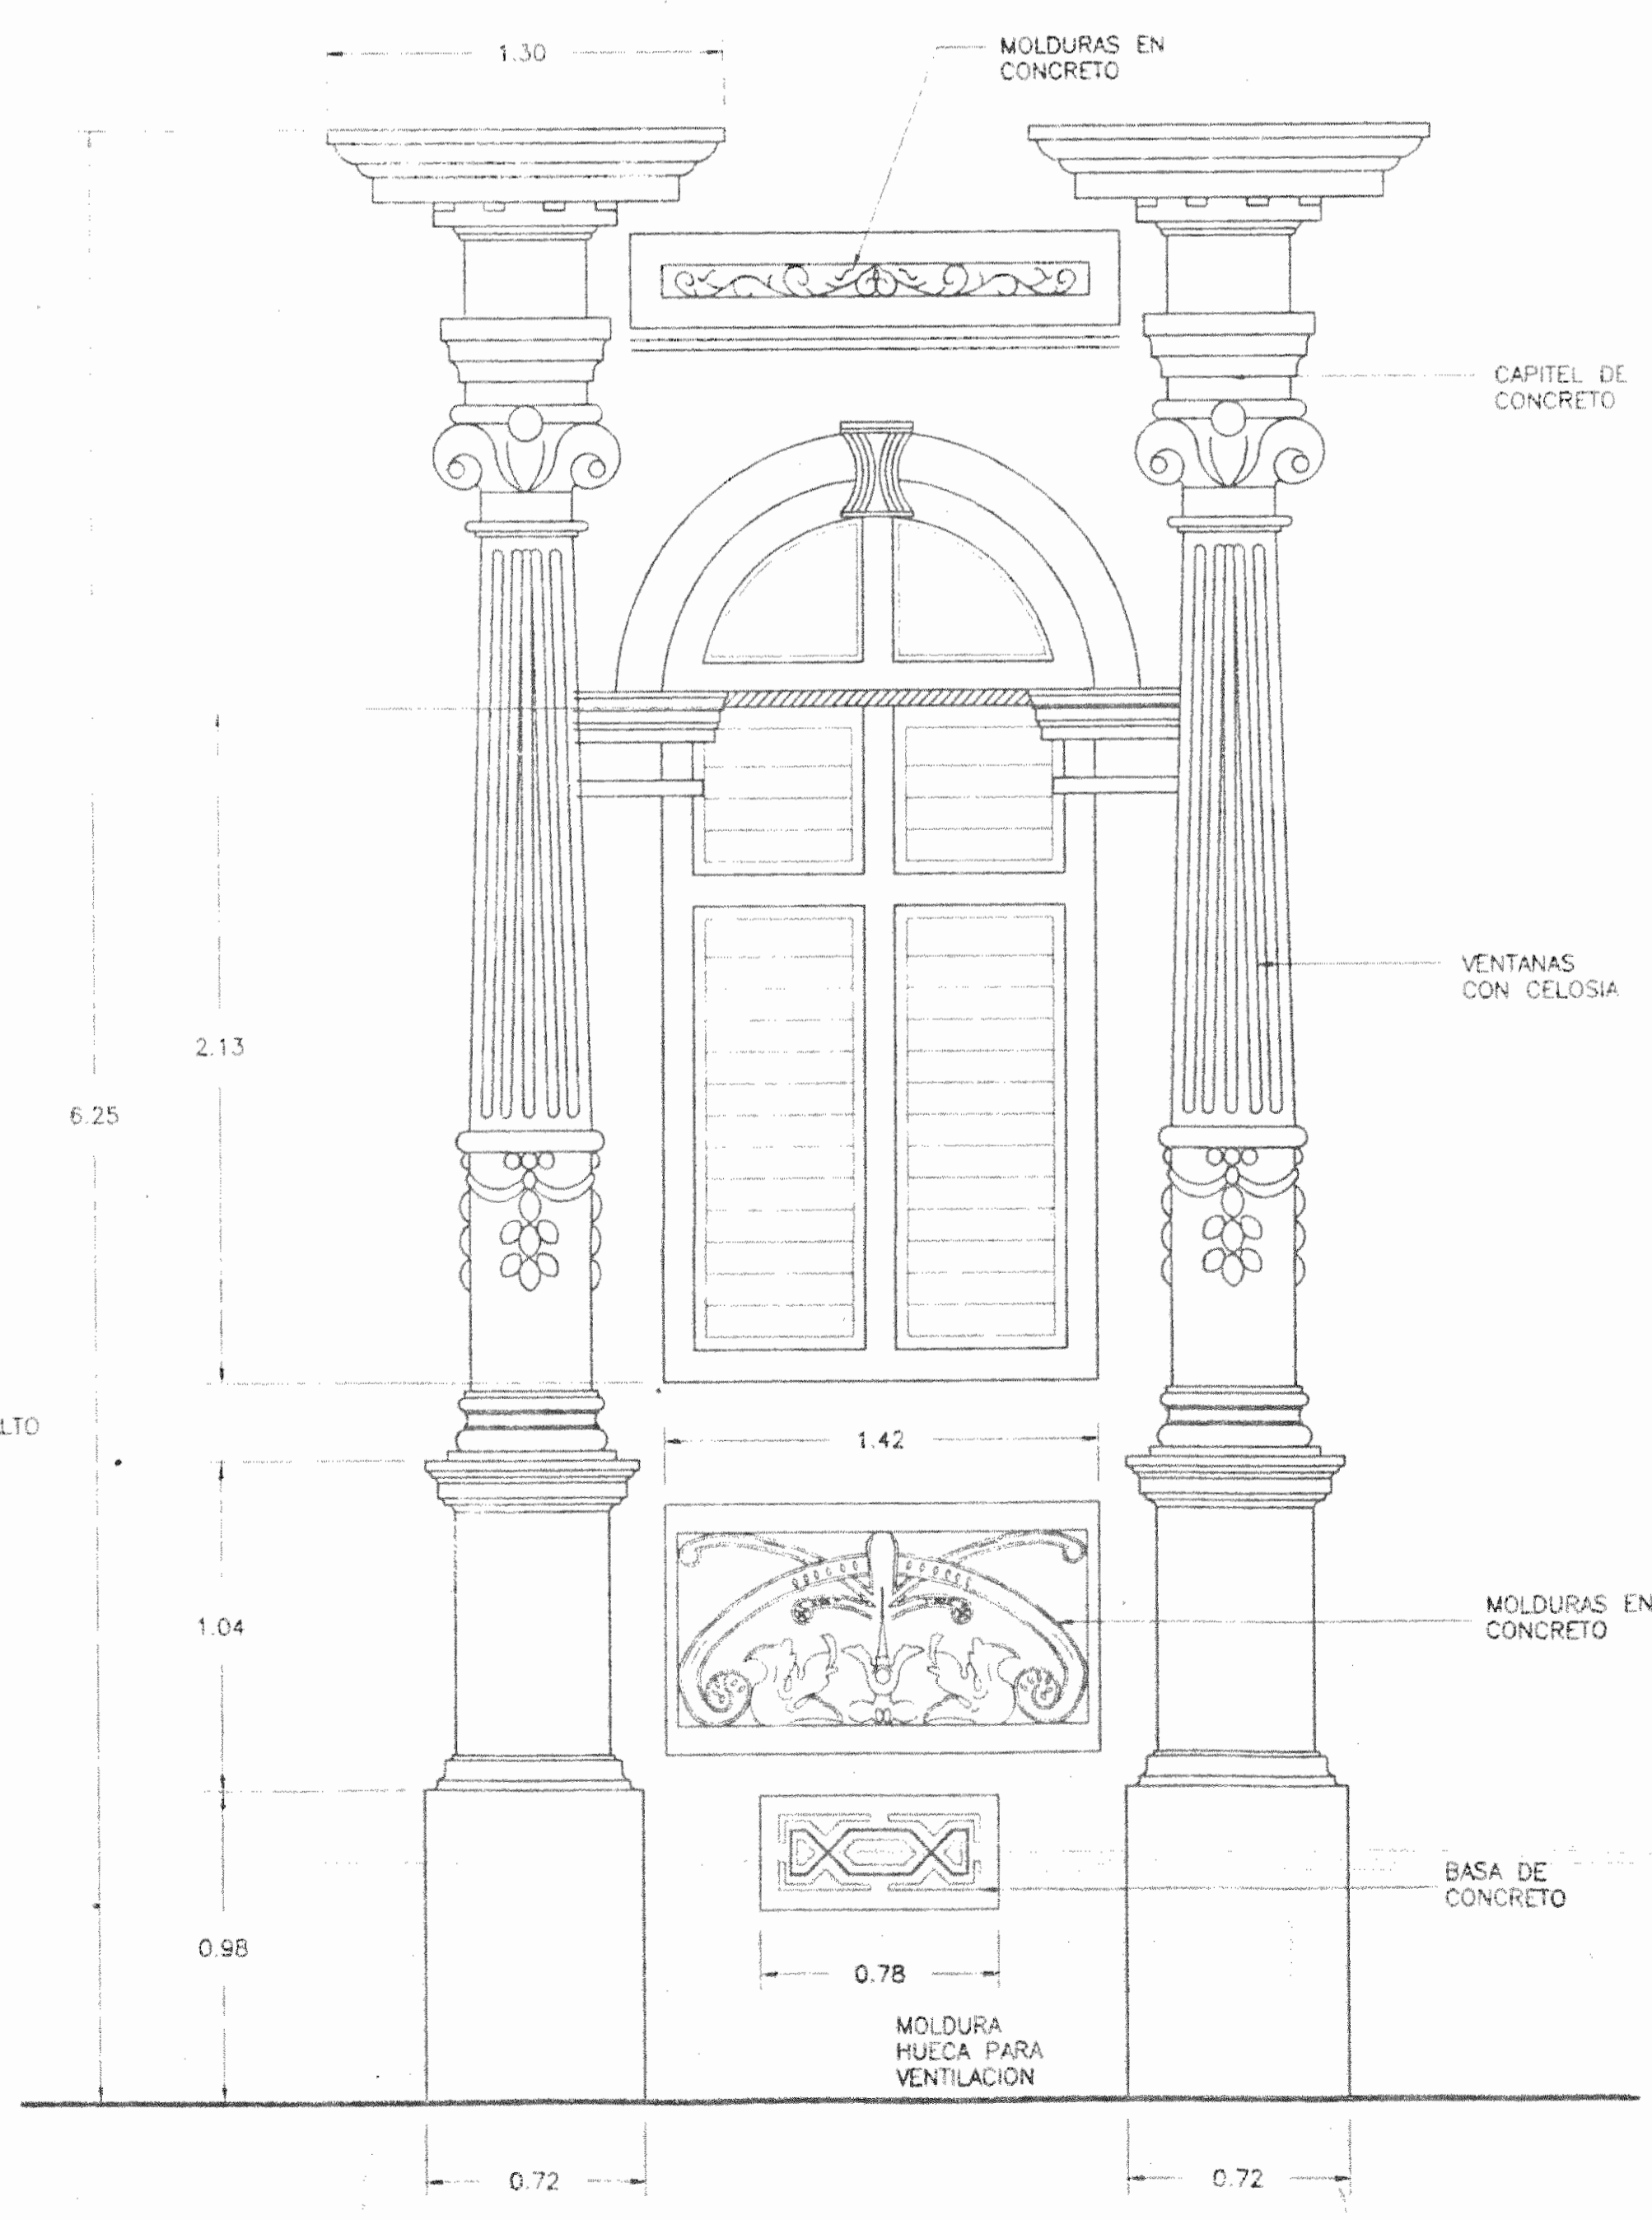 1.30
MOLDURAS EN
CONCRETO
CAPITEL DE
CONCRETO
VENTANAS
CON CELOSIA
2.13
6.25
LTO
1.42
MOLDURAS EN
CONCRETO
1.04
BASA DE
CONCRETO
0.98
0.78
MOLDURA
HUECA PARA
VENTILACION
0.72
0.72